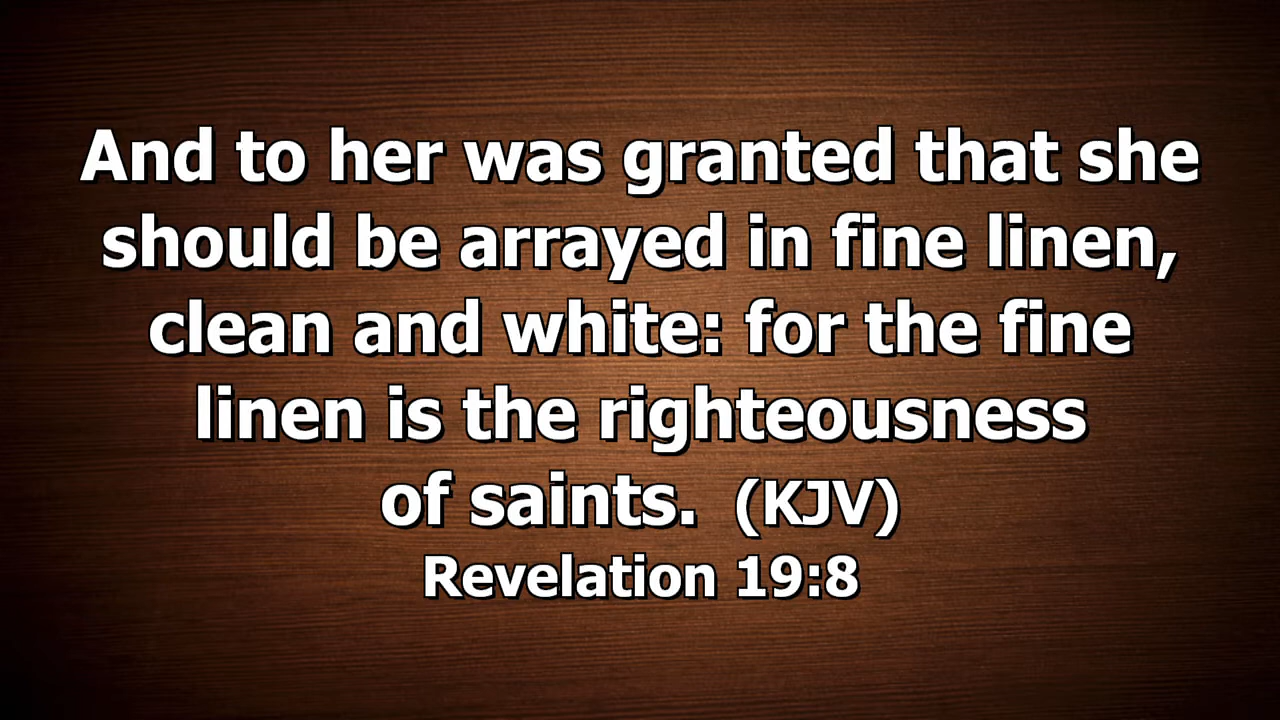 And to her was granted that she
should be arrayed in fine linen,
clean and white: for the fine
linen is the righteousness
of saints. (KJV)
Revelation 19:8